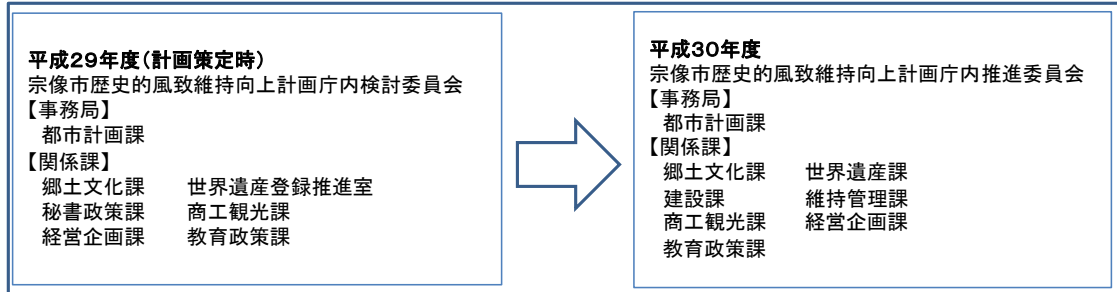 平成29年度(計画策定時)
宗像市歴史的風致維持向上計画庁内検討委員会
【事務局】
都市計画課
【関係課】
郷土文化課　世界遺産登録推進室
秘書政策課　商工観光課
経営企画課　教育政策課
平成30年度
宗像市歴史的風致維持向上計画庁内推進委員会
【事務局】
都市計画課
【関係課】
郷土文化課　世界遺産課
建設課　維持管理課
商工観光課　経営企画課
教育政策課